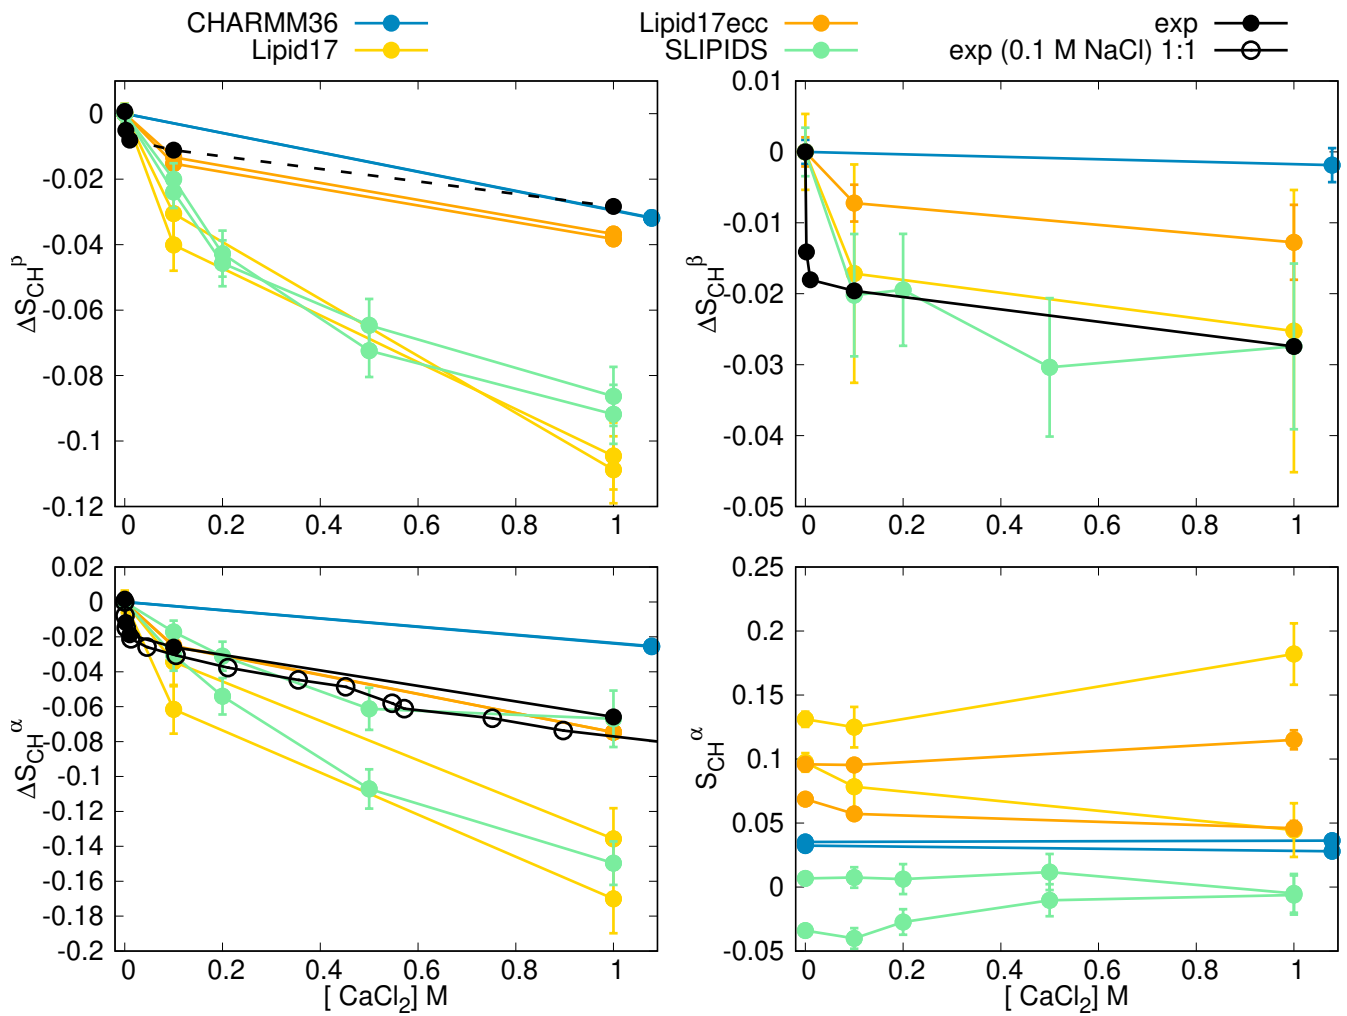 CHARMM36
Lipid17
Lipid17ecc
SLIPIDS
exp
exp (0.1 M NaCl) 1:1
0
-0.02
-0.04
-0.06
-0.08
-0.1
-0.12
0 0.2 0.4 0.6 0.8 1
ΔS_CH^β
0.01
0
-0.01
-0.02
-0.03
-0.04
-0.05
0 0.2 0.4 0.6 0.8 1
ΔS_CH^β
0.02
0
-0.02
-0.04
-0.06
-0.08
-0.1
-0.12
-0.14
-0.16
-0.18
-0.2
0 0.2 0.4 0.6 0.8 1
ΔS_CH^α
[ CaCl₂] M
0.25
0.2
0.15
0.1
0.05
0
-0.05
0 0.2 0.4 0.6 0.8 1
S_CH^α
[ CaCl₂] M